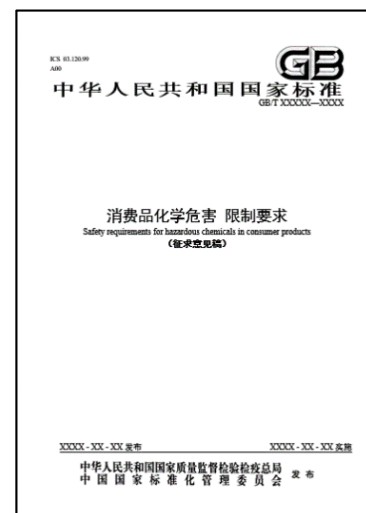 ICS 03.120.99
A00
GB
中华人民共和国国家标准
GB/T XXXXX—XXXX
消费品化学危害 限制要求
Safety requirements for hazardous chemicals in consumer products
（征求意见稿）
XXXX - XX - XX 发布
XXXX - XX - XX 实施
中华人民共和国国家质量监督检验检疫总局
中国国家标准化管理委员会
发布